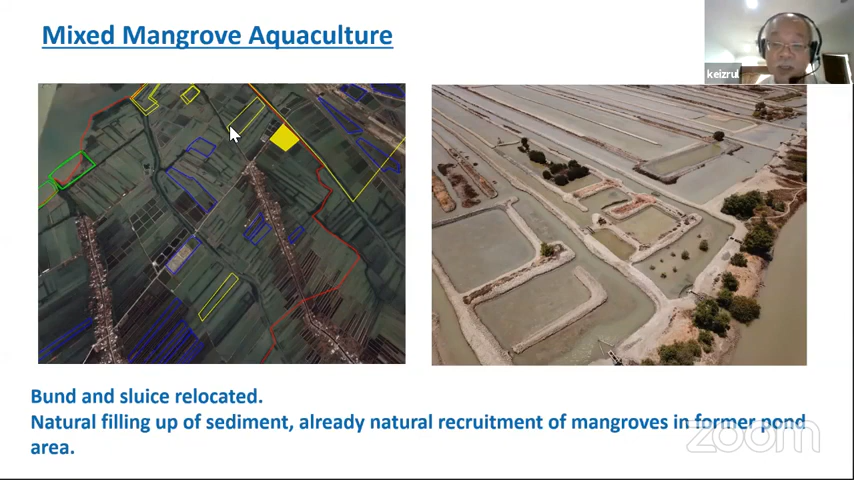 Mixed Mangrove Aquaculture
keizrul
Bund and sluice relocated.
Natural filling up of sediment, already natural recruitment of mangroves in former pond
area.
zoom